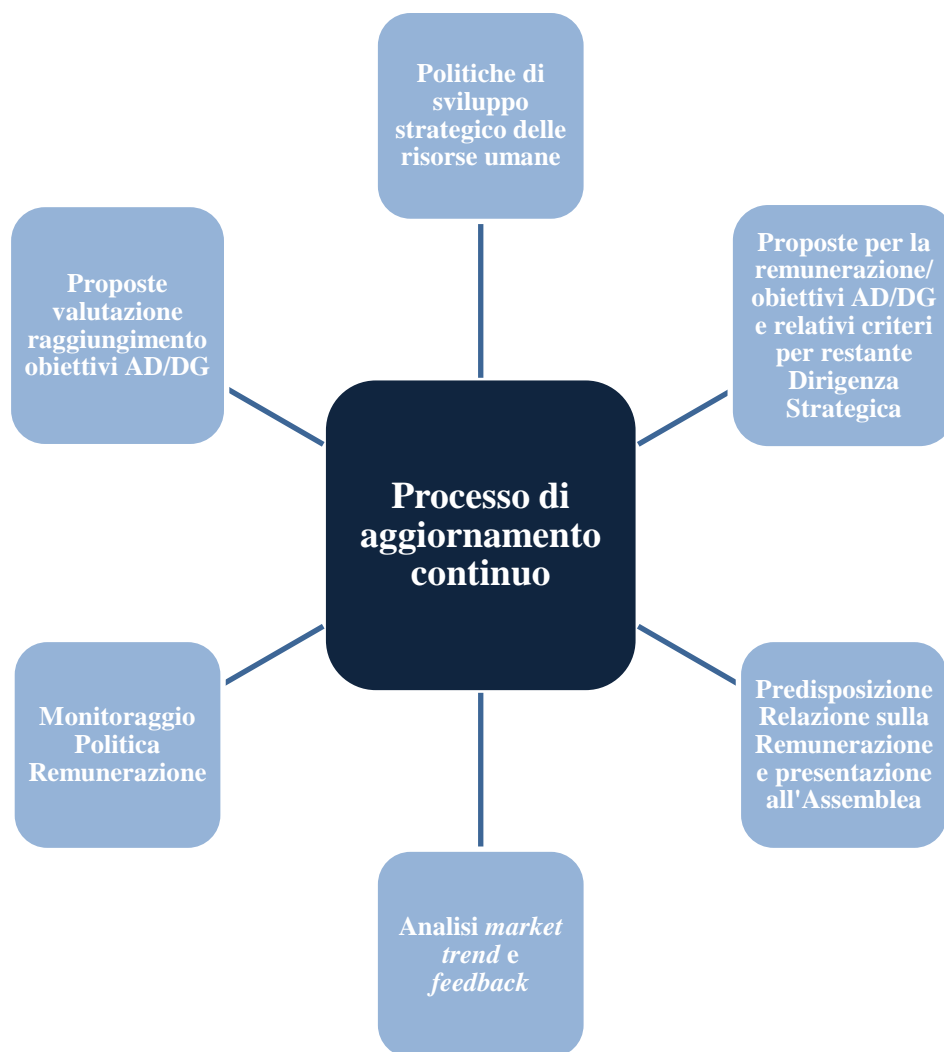 Politiche di
sviluppo
strategico delle
risorse umane
Proposte per la
remunerazione/
obiettivi AD/DG
e relativi criteri
per restante
Dirigenza
Strategica
Proposte
valutazione
raggiungimento
obiettivi AD/DG
Processo di
aggiornamento
continuo
Monitoraggio
Politica
Remunerazione
Predisposizione
Relazione sulla
Remunerazione
e presentazione
all'Assemblea
Analisi market
trend e
feedback